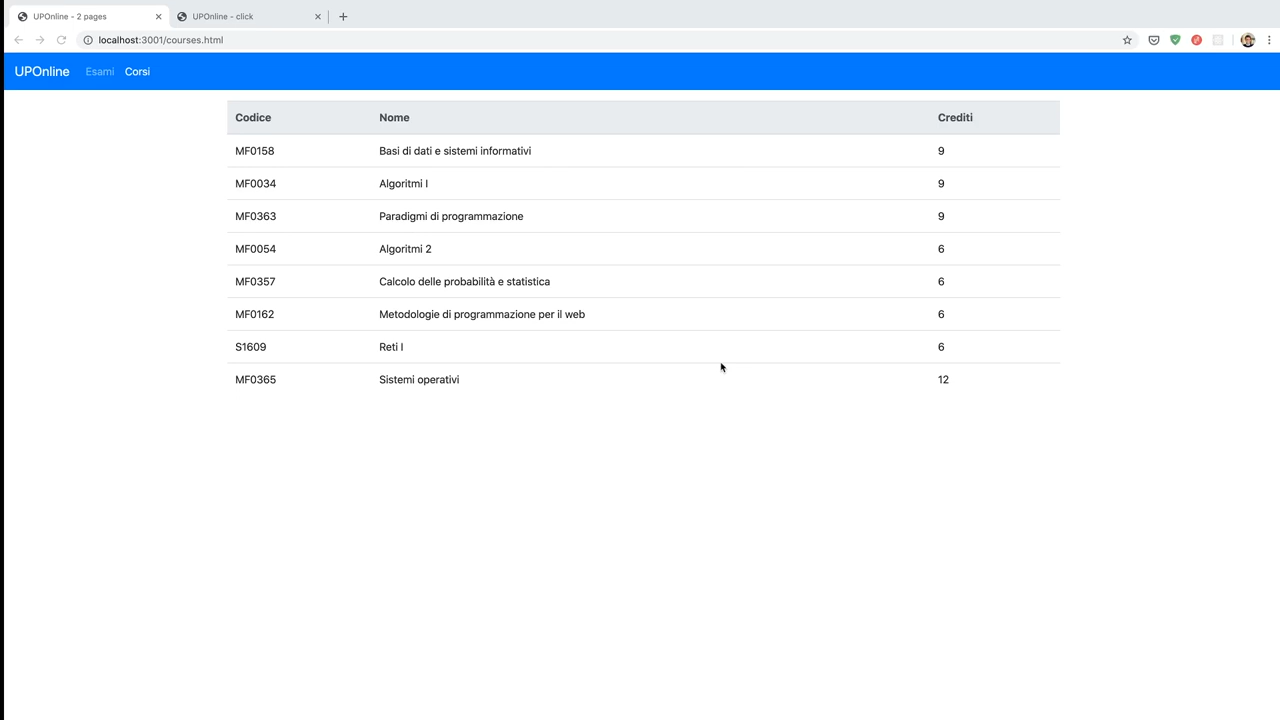 UPOnline - 2 pages UPOnline - click
localhost:3001/courses.html
UPOnline Esami Corsi
Codice Nome Crediti
MF0158 Basi di dati e sistemi informativi 9
MF0034 Algoritmi I 9
MF0363 Paradigmi di programmazione 9
MF0054 Algoritmi 2 6
MF0357 Calcolo delle probabilità e statistica 6
MF0162 Metodologie di programmazione per il web 6
S1609 Reti I 6
MF0365 Sistemi operativi 12